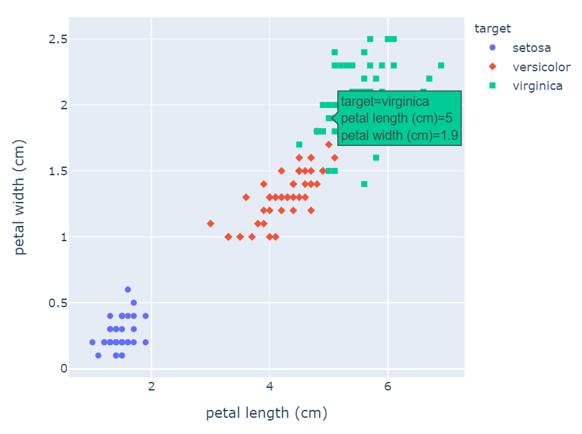 target
setosa
versicolor
virginica
2.5
2
1.5
1
0.5
0
petal width (cm)
target=virginica
petal length (cm)=5
petal width (cm)=1.9
2
4
6
petal length (cm)